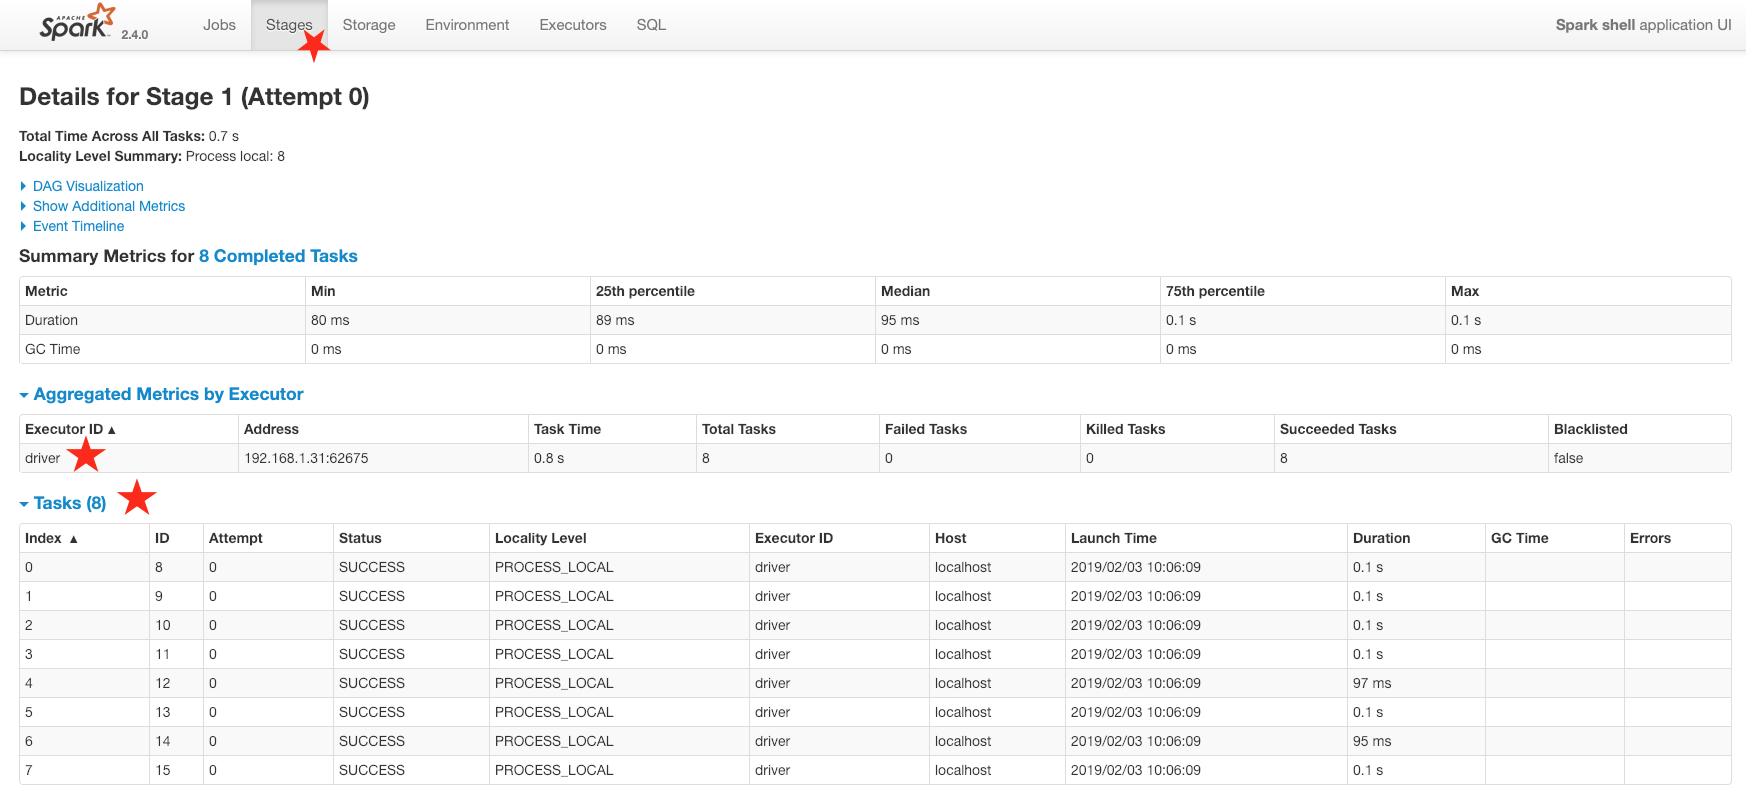 APACHE Spark 2.4.0 Jobs Stages Storage Environment Executors SQL Spark shell application UI
Details for Stage 1 (Attempt 0)
Total Time Across All Tasks: 0.7 s
Locality Level Summary: Process local: 8
DAG Visualization
Show Additional Metrics
Event Timeline
Summary Metrics for 8 Completed Tasks
Metric Min 25th percentile Median 75th percentile Max
Duration 80 ms 89 ms 95 ms 0.1 s 0.1 s
GC Time 0 ms 0 ms 0 ms 0 ms 0 ms
Aggregated Metrics by Executor
Executor ID ▲ Address Task Time Total Tasks Failed Tasks Killed Tasks Succeeded Tasks Blacklisted
driver 192.168.1.31:62675 0.8 s 8 0 0 8 false
Tasks (8)
Index ▲ ID Attempt Status Locality Level Executor ID Host Launch Time Duration GC Time Errors
0 8 0 SUCCESS PROCESS_LOCAL driver localhost 2019/02/03 10:06:09 0.1 s
1 9 0 SUCCESS PROCESS_LOCAL driver localhost 2019/02/03 10:06:09 0.1 s
2 10 0 SUCCESS PROCESS_LOCAL driver localhost 2019/02/03 10:06:09 0.1 s
3 11 0 SUCCESS PROCESS_LOCAL driver localhost 2019/02/03 10:06:09 0.1 s
4 12 0 SUCCESS PROCESS_LOCAL driver localhost 2019/02/03 10:06:09 97 ms
5 13 0 SUCCESS PROCESS_LOCAL driver localhost 2019/02/03 10:06:09 0.1 s
6 14 0 SUCCESS PROCESS_LOCAL driver localhost 2019/02/03 10:06:09 95 ms
7 15 0 SUCCESS PROCESS_LOCAL driver localhost 2019/02/03 10:06:09 0.1 s